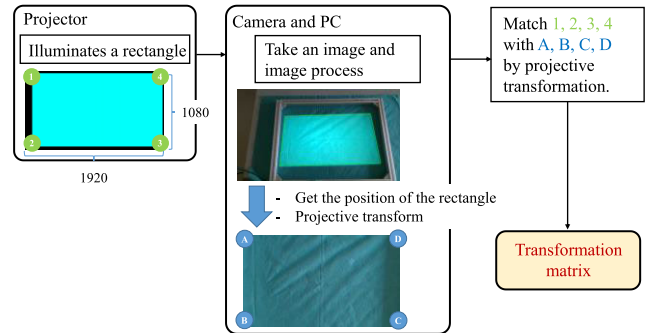 Projector
Illuminates a rectangle
1
4
2
3
1080
1920
Camera and PC
Take an image and
image process
- Get the position of the rectangle
- Projective transform
A
D
B
C
Match 1, 2, 3, 4
with A, B, C, D
by projective
transformation.
Transformation
matrix